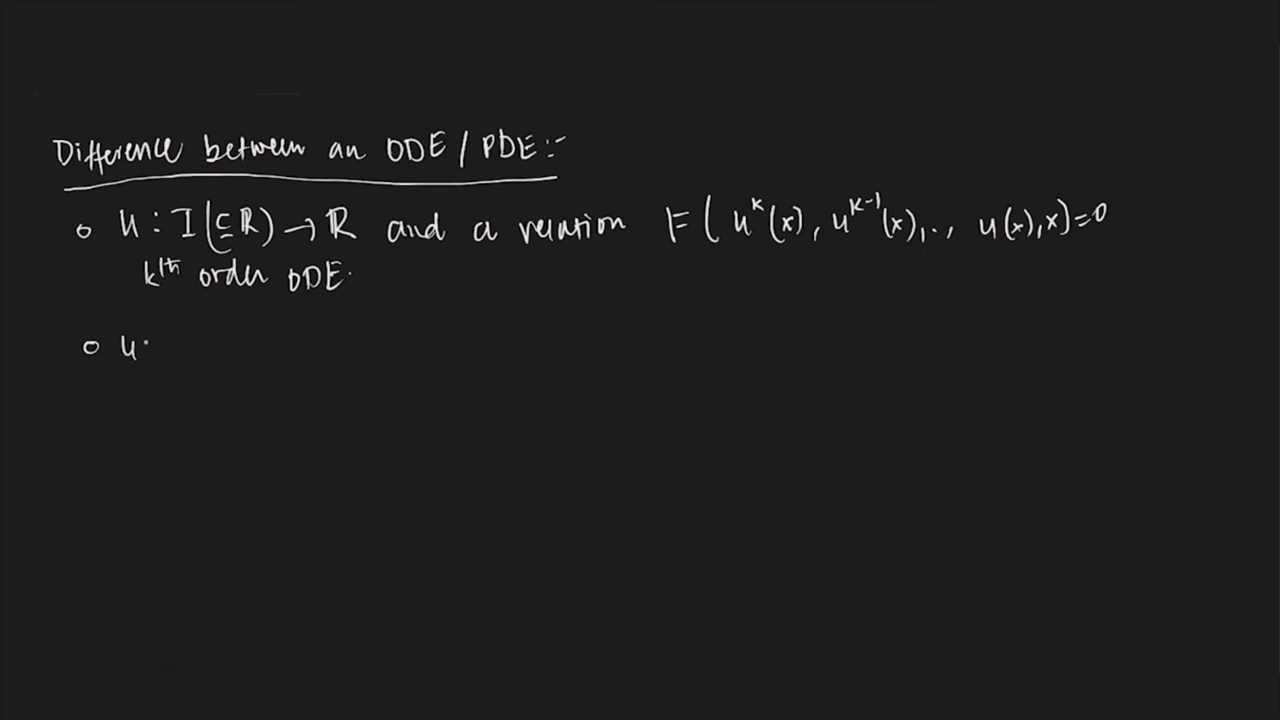 Difference between an ODE / PDE :-
○ u : I (⊆ ℝ) → ℝ and a relation F ( u^k (x), u^{k-1} (x), .., u(x), x) = 0
k^{th} order ODE.
○ u :